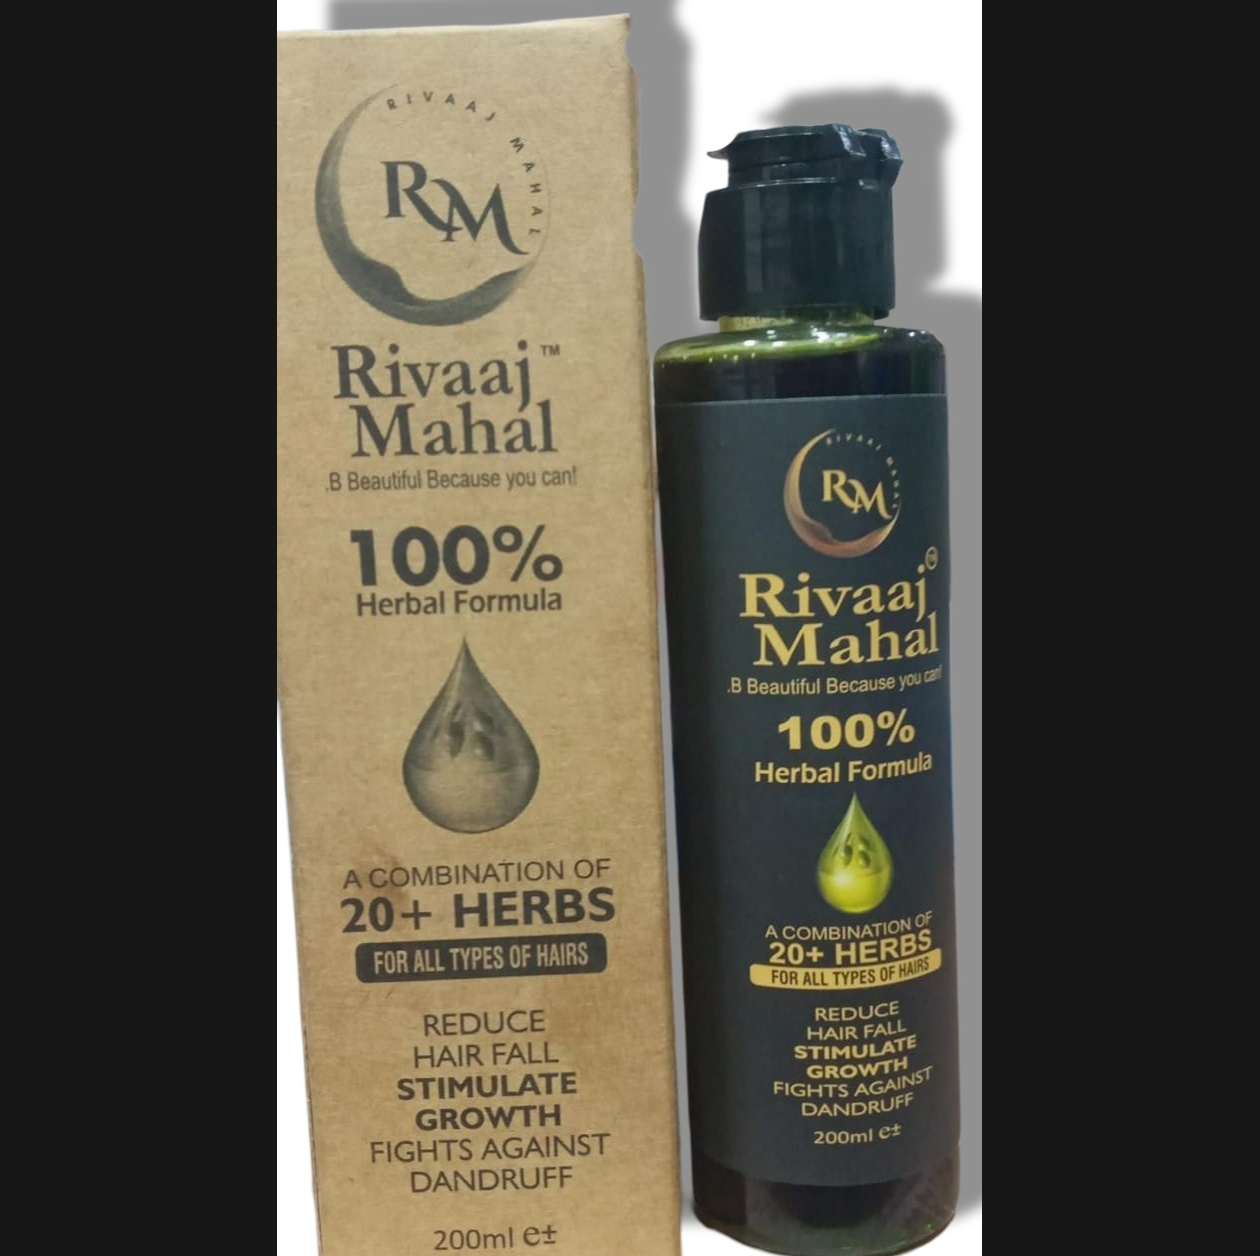 RIVAAJ MAHAL
RM
Rivaaj™
Mahal
.B Beautiful Because you can!
100%
Herbal Formula
A COMBINATION OF
20+ HERBS
FOR ALL TYPES OF HAIRS
REDUCE
HAIR FALL
STIMULATE
GROWTH
FIGHTS AGAINST
DANDRUFF
200ml e±
RIVAAJ MAHAL
RM
Rivaaj™
Mahal
.B Beautiful Because you can!
100%
Herbal Formula
A COMBINATION OF
20+ HERBS
FOR ALL TYPES OF HAIRS
REDUCE
HAIR FALL
STIMULATE
GROWTH
FIGHTS AGAINST
DANDRUFF
200ml e±